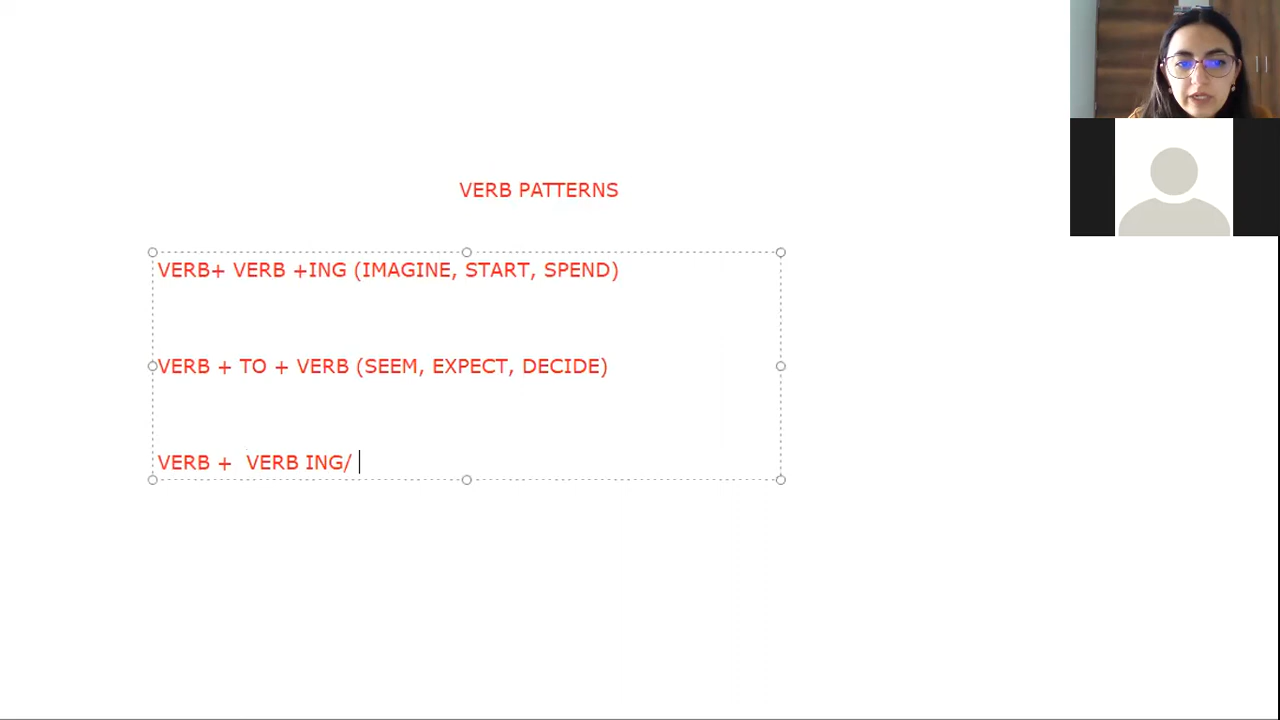 VERB PATTERNS
VERB+ VERB +ING (IMAGINE, START, SPEND)
VERB + TO + VERB (SEEM, EXPECT, DECIDE)
VERB +  VERB ING/